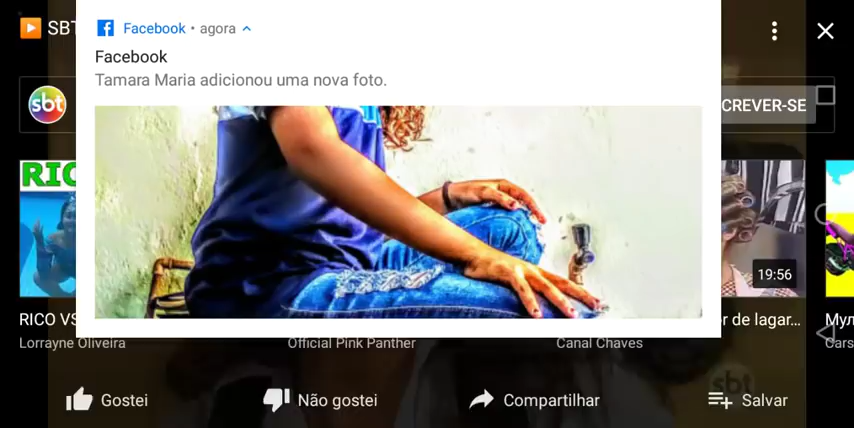 SBT
Facebook • agora
Facebook
Tamara Maria adicionou uma nova foto.
sbt
CREVER-SE
RIC
19:56
RICO VS
r de lagar...
Мул
Lorrayne Oliveira
Official Pink Panther
Canal Chaves
Cars
sbt
Gostei
Não gostei
Compartilhar
Salvar